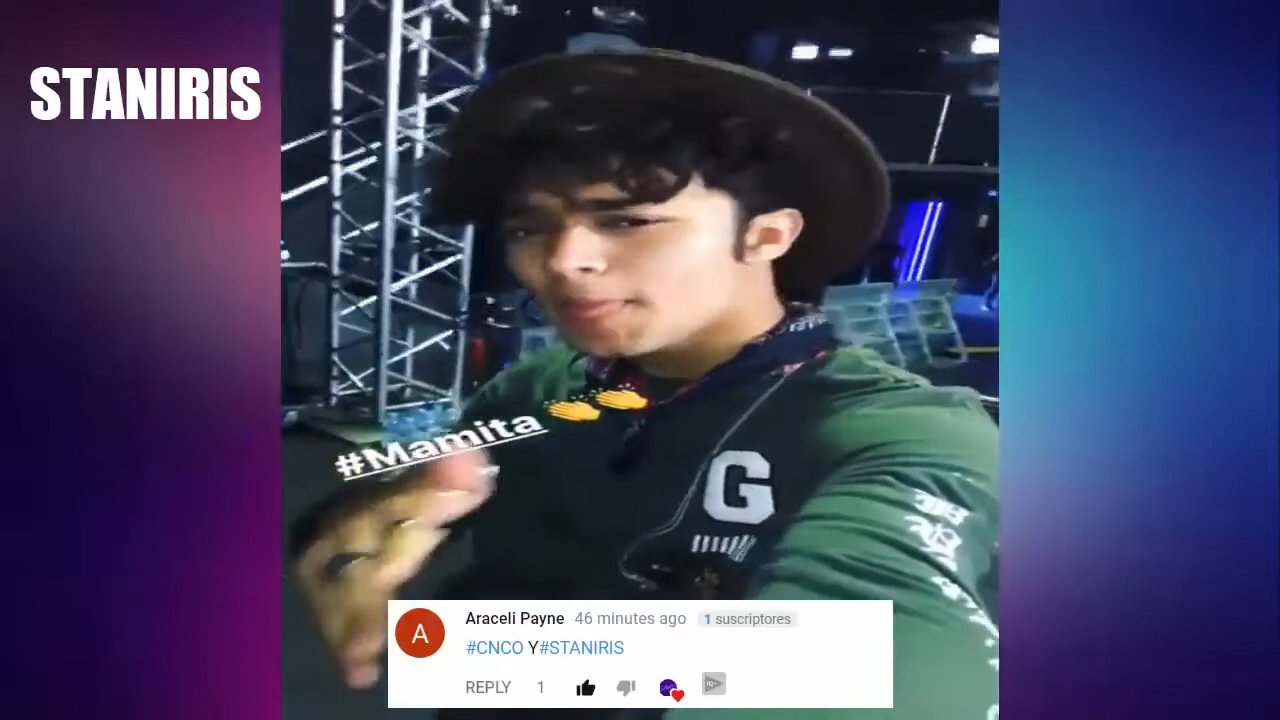 STANIRIS
#Mamita 👏👏
G
Araceli Payne 46 minutes ago 1 suscriptores
#CNCO Y#STANIRIS
A
REPLY 1